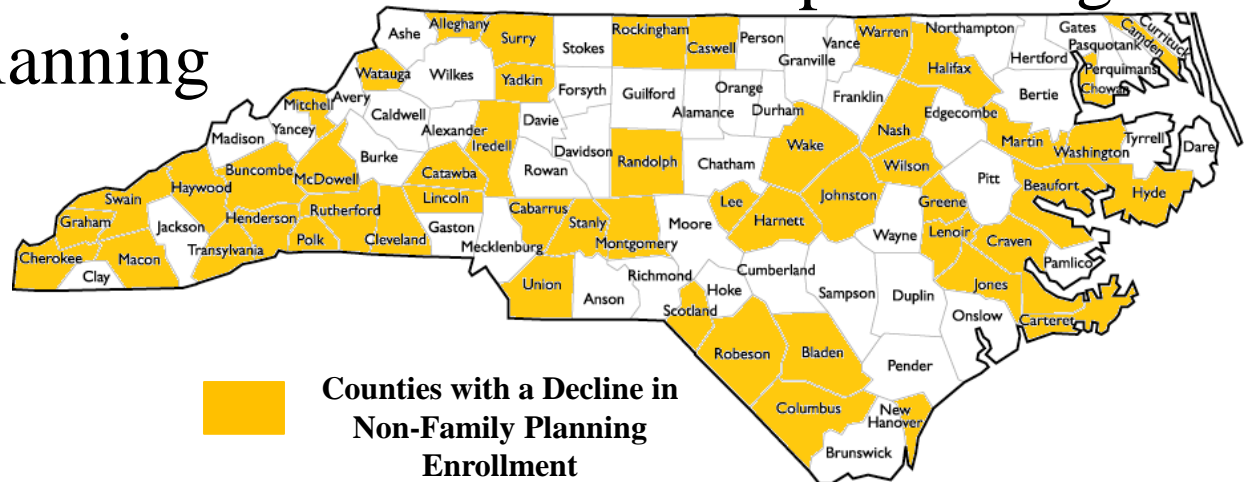 lanning
Ashe
Alleghany
Surry
Stokes
Rockingham
Caswell
Person
Vance
Granville
Warren
Northampton
Gates
Hertford
Pasquotank
Camden
Currituck
Perquimans
Chowan
Watauga
Wilkes
Yadkin
Forsyth
Guilford
Alamance
Orange
Durham
Franklin
Halifax
Bertie
Mitchell
Avery
Caldwell
Alexander
Iredell
Davie
Davidson
Randolph
Chatham
Wake
Nash
Edgecombe
Wilson
Martin
Washington
Tyrrell
Dare
Madison
Yancey
Burke
Catawba
Rowan
Buncombe
McDowell
Haywood
Swain
Graham
Cherokee
Clay
Macon
Jackson
Transylvania
Henderson
Polk
Rutherford
Cleveland
Lincoln
Gaston
Mecklenburg
Cabarrus
Stanly
Montgomery
Moore
Lee
Harnett
Johnston
Greene
Pitt
Beaufort
Hyde
Wayne
Lenoir
Craven
Pamlico
Jones
Carteret
Onslow
Duplin
Sampson
Cumberland
Hoke
Richmond
Scotland
Anson
Union
Robeson
Bladen
Pender
Columbus
New
Hanover
Brunswick
Counties with a Decline in
Non-Family Planning
Enrollment